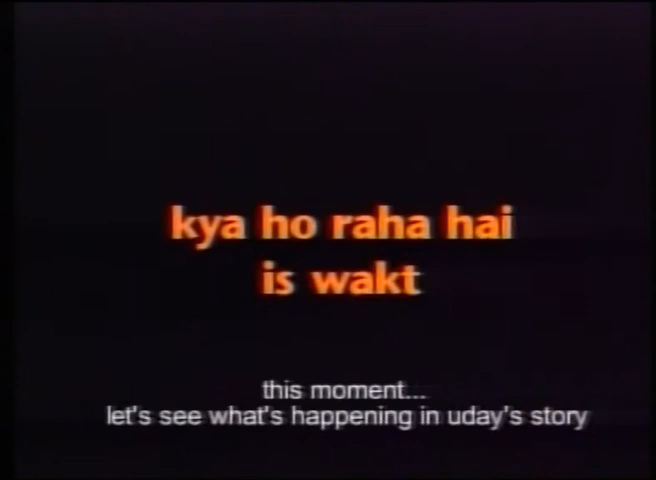 kya ho raha hai
is wakt
this moment...
let's see what's happening in uday's story